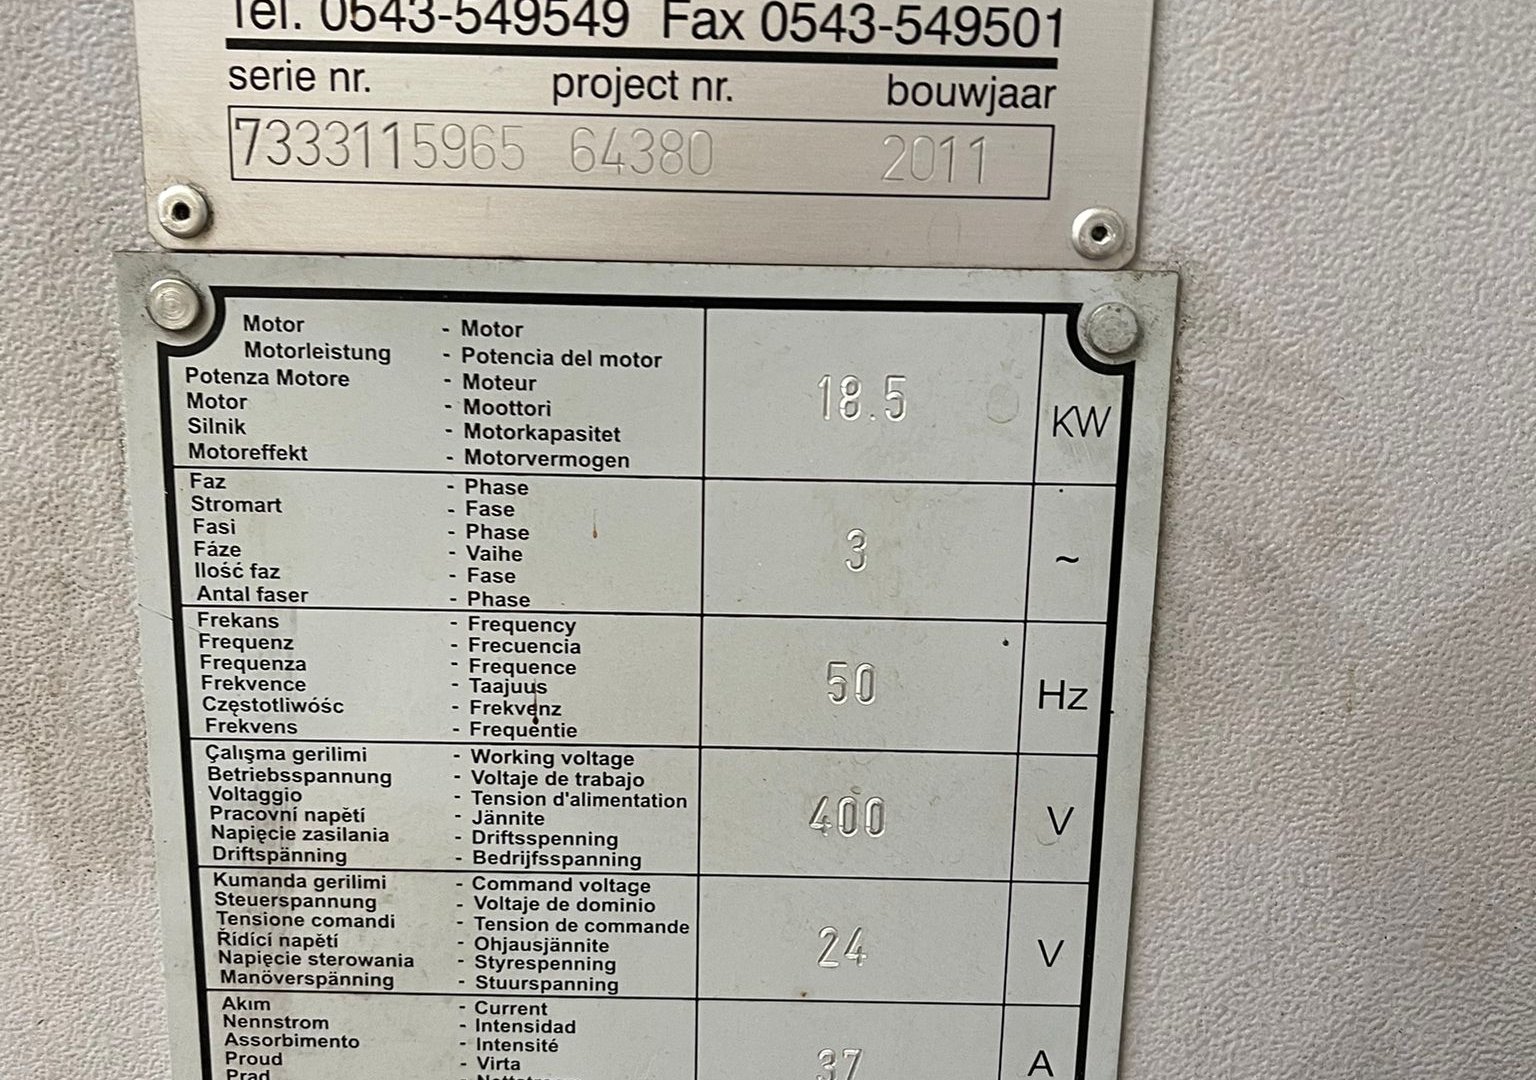 Tel. 0543-549549 Fax 0543-549501
serie nr. project nr. bouwjaar
7333115965 64380 2011
Motor - Motor
Motorleistung - Potencia del motor
Potenza Motore - Moteur
Motor - Moottori
Silnik - Motorkapasitet
Motoreffekt - Motorvermogen
18.5 KW
Faz - Phase
Stromart - Fase
Fasi - Phase
Fáze - Vaihe
Ilość faz - Fase
Antal faser - Phase
3 ~
Frekans - Frequency
Frequenz - Frecuencia
Frequenza - Frequence
Frekvence - Taajuus
Częstotliwóśc - Frekvenz
Frekvens - Frequentie
50 Hz
Çalışma gerilimi - Working voltage
Betriebsspannung - Voltaje de trabajo
Voltaggio - Tension d'alimentation
Pracovní napětí - Jännite
Napięcie zasilania - Driftsspenning
Driftspänning - Bedrijfsspanning
400 V
Kumanda gerilimi - Command voltage
Steuerspannung - Voltaje de dominio
Tensione comandi - Tension de commande
Řídící napětí - Ohjausjännite
Napięcie sterowania - Styrespenning
Manöverspänning - Stuurspanning
24 V
Akım - Current
Nennstrom - Intensidad
Assorbimento - Intensité
Proud - Virta
Prąd
37 A